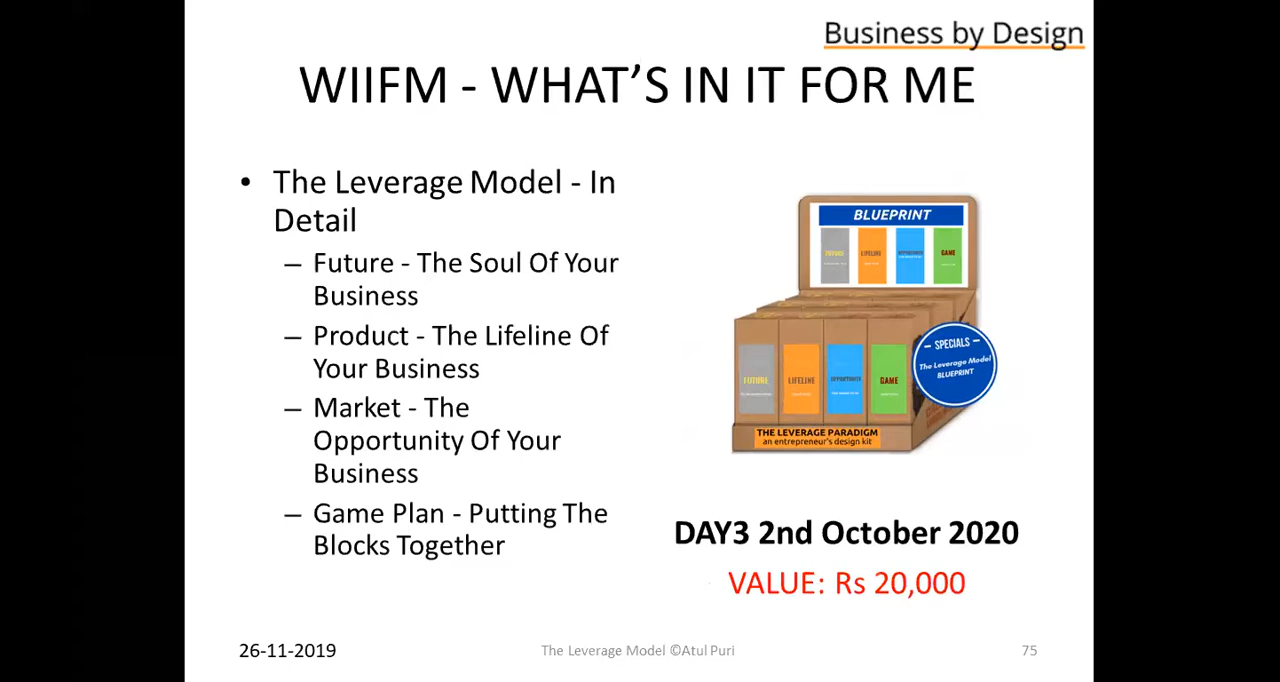 Business by Design
WIIFM - WHAT'S IN IT FOR ME
• The Leverage Model - In
Detail
– Future - The Soul Of Your
Business
– Product - The Lifeline Of
Your Business
– Market - The
Opportunity Of Your
Business
– Game Plan - Putting The
Blocks Together
BLUEPRINT
FUTURE
LIFELINE
OPPORTUNITY
GAME
FUTURE
LIFELINE
OPPORTUNITY
GAME
– SPECIALS –
The Leverage Model
BLUEPRINT
THE LEVERAGE PARADIGM
an entrepreneur's design kit
DAY3 2nd October 2020
VALUE: Rs 20,000
26-11-2019
The Leverage Model ©Atul Puri
75